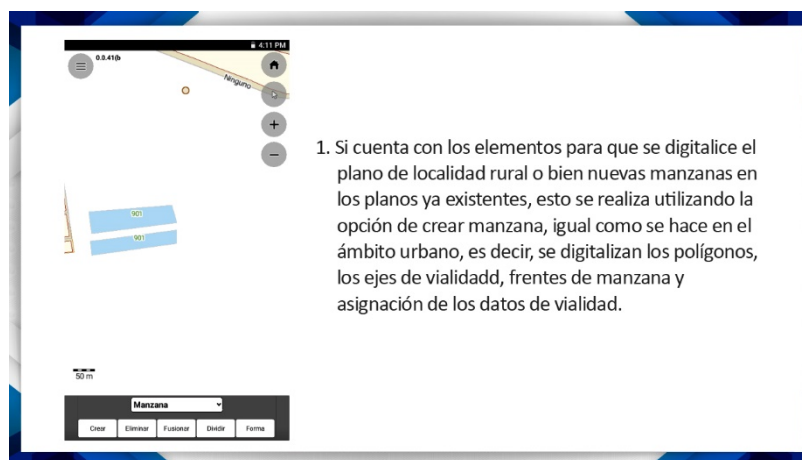 4:11 PM
0.0.41(b
Ninguno
+
−
901
901
50 m
Manzana
Crear Eliminar Fusionar Dividir Forma
1. Si cuenta con los elementos para que se digitalice el
plano de localidad rural o bien nuevas manzanas en
los planos ya existentes, esto se realiza utilizando la
opción de crear manzana, igual como se hace en el
ámbito urbano, es decir, se digitalizan los polígonos,
los ejes de vialidadd, frentes de manzana y
asignación de los datos de vialidad.